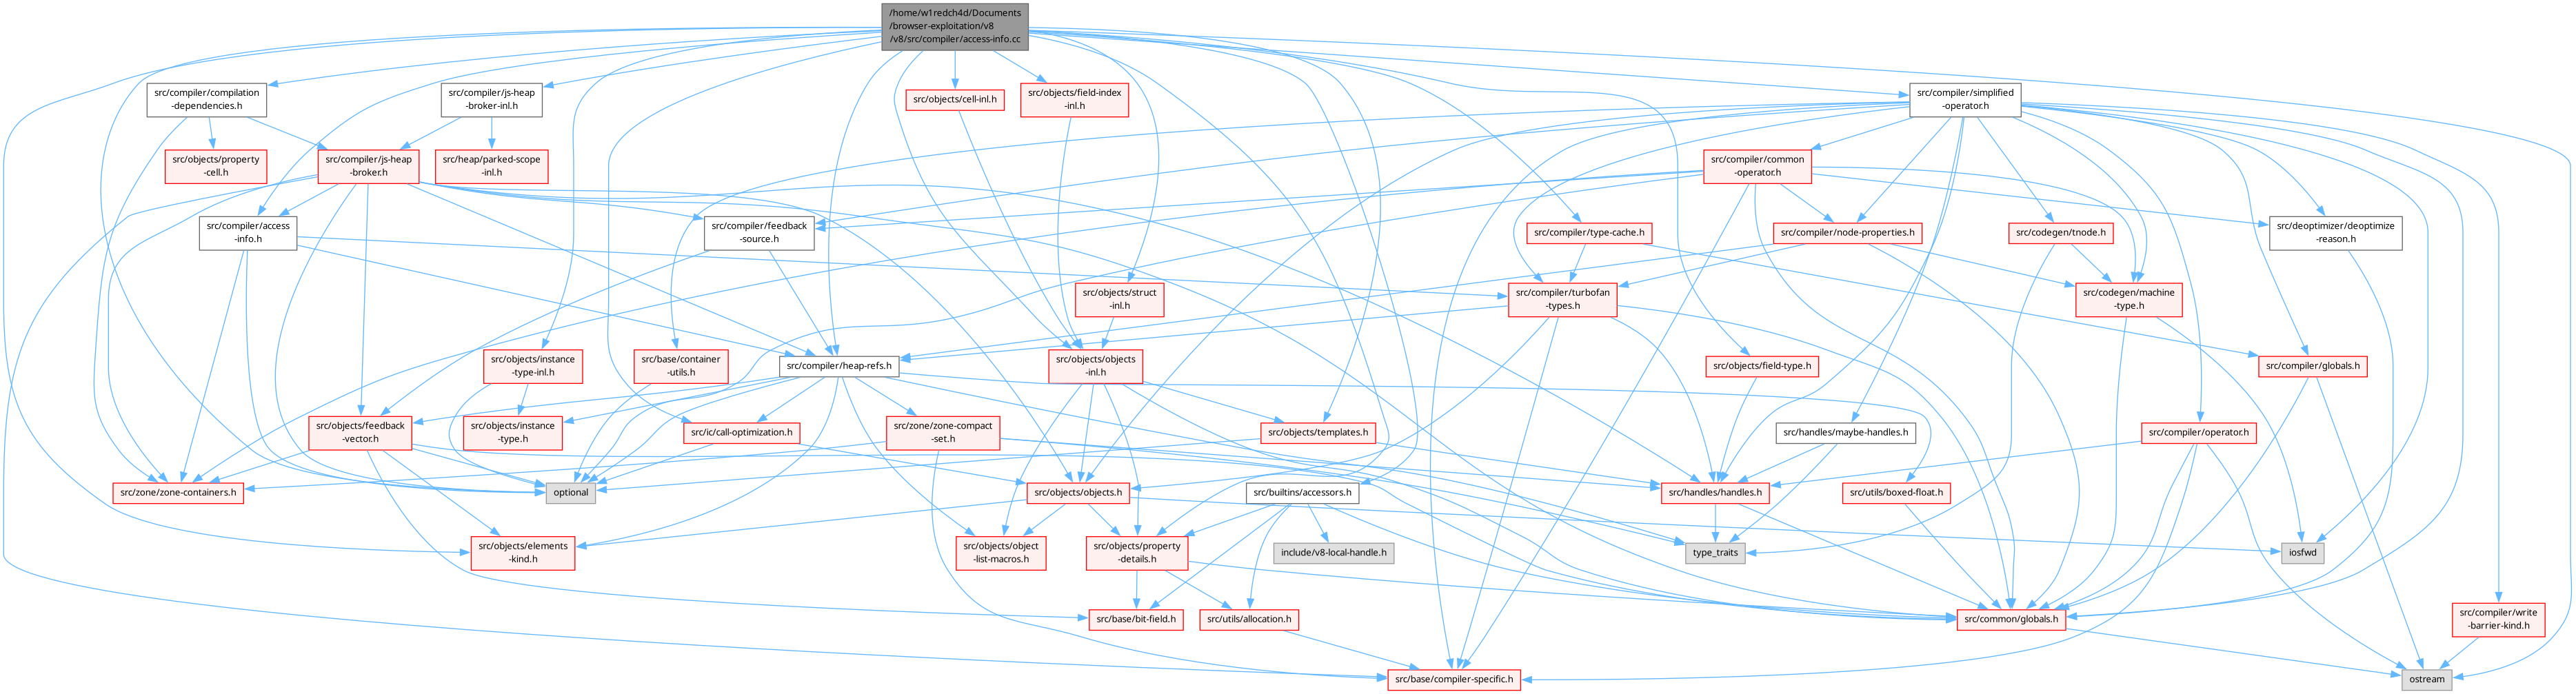 /home/w1redch4d/Documents
/browser-exploitation/v8
/v8/src/compiler/access-info.cc
src/compiler/compilation
-dependencies.h
src/compiler/js-heap
-broker-inl.h
src/objects/cell-inl.h
src/objects/field-index
-inl.h
src/compiler/simplified
-operator.h
src/objects/property
-cell.h
src/compiler/js-heap
-broker.h
src/heap/parked-scope
-inl.h
src/compiler/common
-operator.h
src/compiler/access
-info.h
src/compiler/feedback
-source.h
src/compiler/type-cache.h
src/compiler/node-properties.h
src/codegen/tnode.h
src/deoptimizer/deoptimize
-reason.h
src/objects/struct
-inl.h
src/compiler/turbofan
-types.h
src/codegen/machine
-type.h
src/objects/instance
-type-inl.h
src/base/container
-utils.h
src/compiler/heap-refs.h
src/objects/objects
-inl.h
src/objects/field-type.h
src/compiler/globals.h
src/objects/feedback
-vector.h
src/objects/instance
-type.h
src/ic/call-optimization.h
src/zone/zone-compact
-set.h
src/objects/templates.h
src/handles/maybe-handles.h
src/compiler/operator.h
src/zone/zone-containers.h
optional
src/objects/objects.h
src/builtins/accessors.h
src/handles/handles.h
src/utils/boxed-float.h
src/objects/elements
-kind.h
src/objects/object
-list-macros.h
src/objects/property
-details.h
include/v8-local-handle.h
type_traits
iosfwd
src/base/bit-field.h
src/utils/allocation.h
src/common/globals.h
src/compiler/write
-barrier-kind.h
src/base/compiler-specific.h
ostream